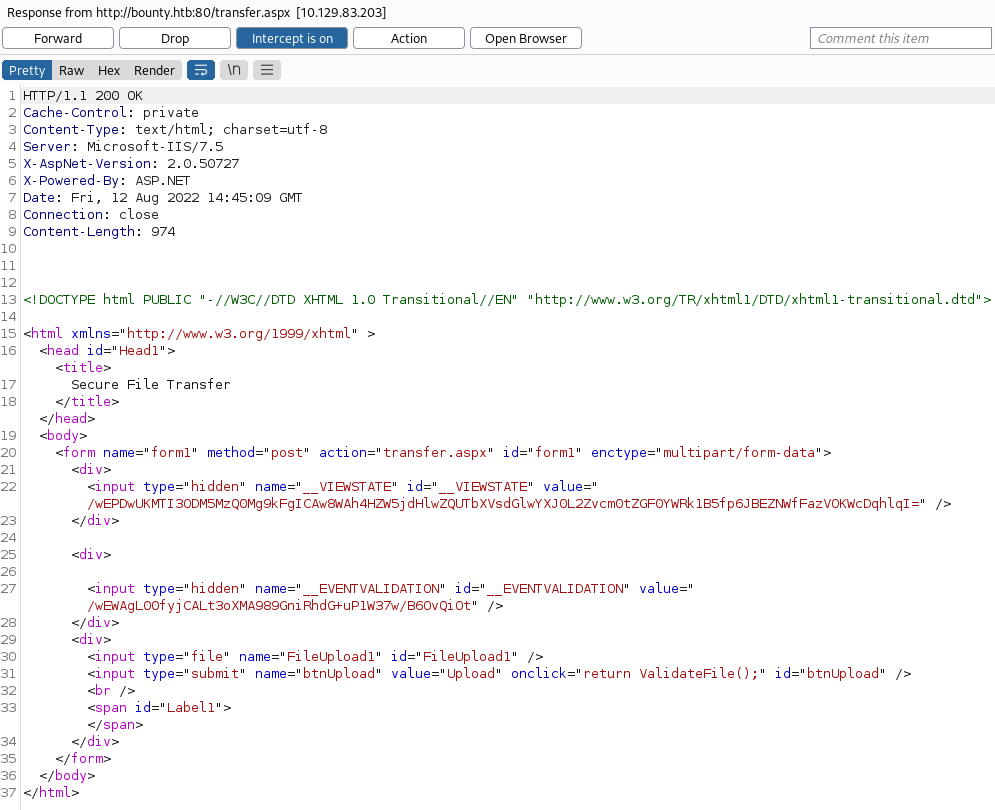 Response from http://bounty.htb:80/transfer.aspx [10.129.83.203]
Forward Drop Intercept is on Action Open Browser Comment this item
Pretty Raw Hex Render \n
1 HTTP/1.1 200 OK
2 Cache-Control: private
3 Content-Type: text/html; charset=utf-8
4 Server: Microsoft-IIS/7.5
5 X-AspNet-Version: 2.0.50727
6 X-Powered-By: ASP.NET
7 Date: Fri, 12 Aug 2022 14:45:09 GMT
8 Connection: close
9 Content-Length: 974
10
11
12
13 <!DOCTYPE html PUBLIC "-//W3C//DTD XHTML 1.0 Transitional//EN" "http://www.w3.org/TR/xhtml1/DTD/xhtml1-transitional.dtd">
14
15 <html xmlns="http://www.w3.org/1999/xhtml" >
16 <head id="Head1">
<title>
17 Secure File Transfer
18 </title>
</head>
19 <body>
20 <form name="form1" method="post" action="transfer.aspx" id="form1" enctype="multipart/form-data">
21 <div>
22 <input type="hidden" name="__VIEWSTATE" id="__VIEWSTATE" value="
/wEPDwUKMTI3ODM5MzQ0Mg9kFgICAw8WAh4HZW5jdHlwZQUTbXVsdGlwYXJ0L2Zvcm0tZGF0YWRk1B5fp6JBEZNWfFazVOKWcDqhlqI=" />
23 </div>
24
25 <div>
26
27 <input type="hidden" name="__EVENTVALIDATION" id="__EVENTVALIDATION" value="
/wEWAgL00fyjCALt3oXMA989GniRhdG+uP1W37w/B6OvQiOt" />
28 </div>
29 <div>
30 <input type="file" name="FileUpload1" id="FileUpload1" />
31 <input type="submit" name="btnUpload" value="Upload" onclick="return ValidateFile();" id="btnUpload" />
32 <br />
33 <span id="Label1">
</span>
34 </div>
35 </form>
36 </body>
37 </html>